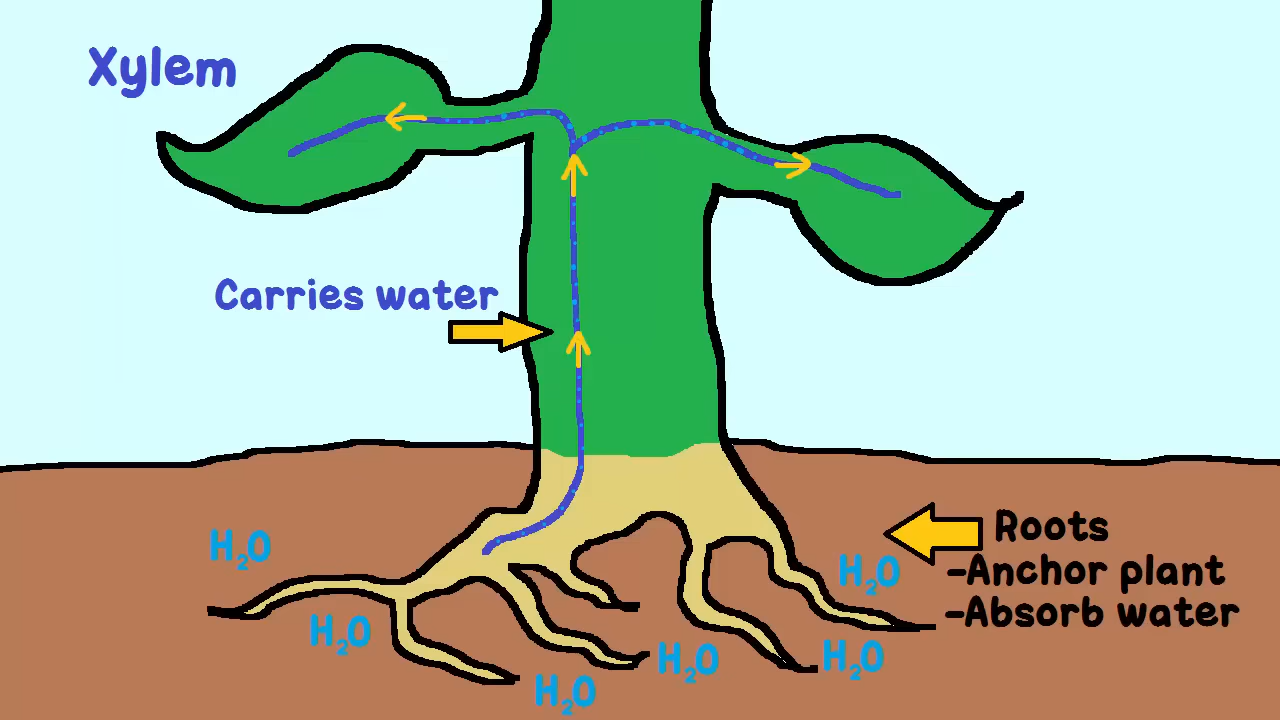 Xylem
Carries water
Roots
-Anchor plant
-Absorb water
H₂O
H₂O
H₂O
H₂O
H₂O
H₂O